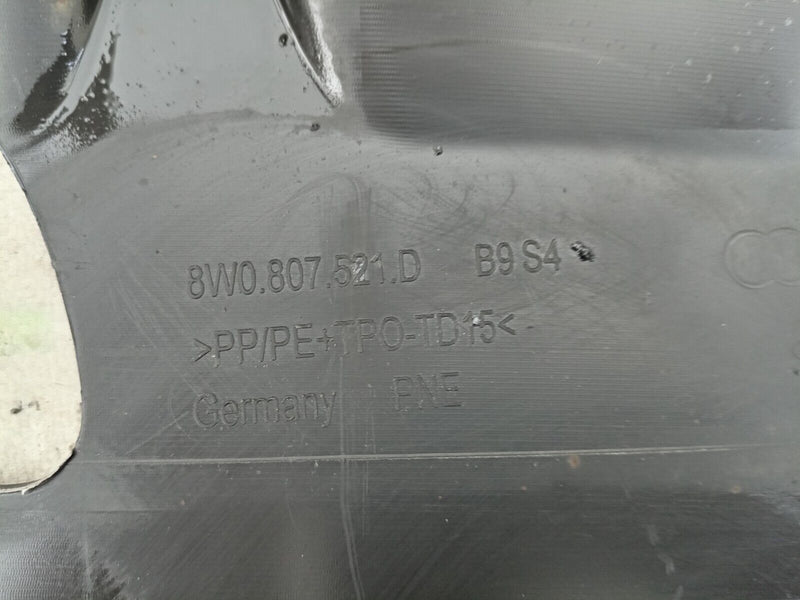 8W0.807.521.D B9 S4
>PP/PE+TPO-TD15<
Germany PNE